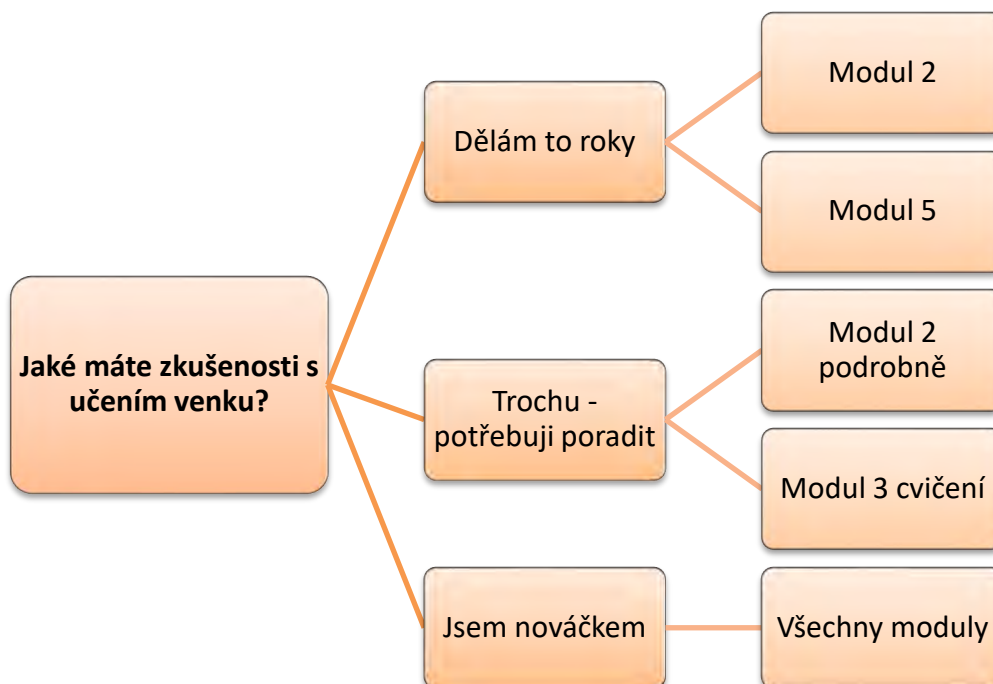 Jaké máte zkušenosti s
učením venku?
Dělám to roky
Modul 2
Modul 5
Trochu -
potřebuji poradit
Modul 2
podrobně
Modul 3 cvičení
Jsem nováčkem
Všechny moduly